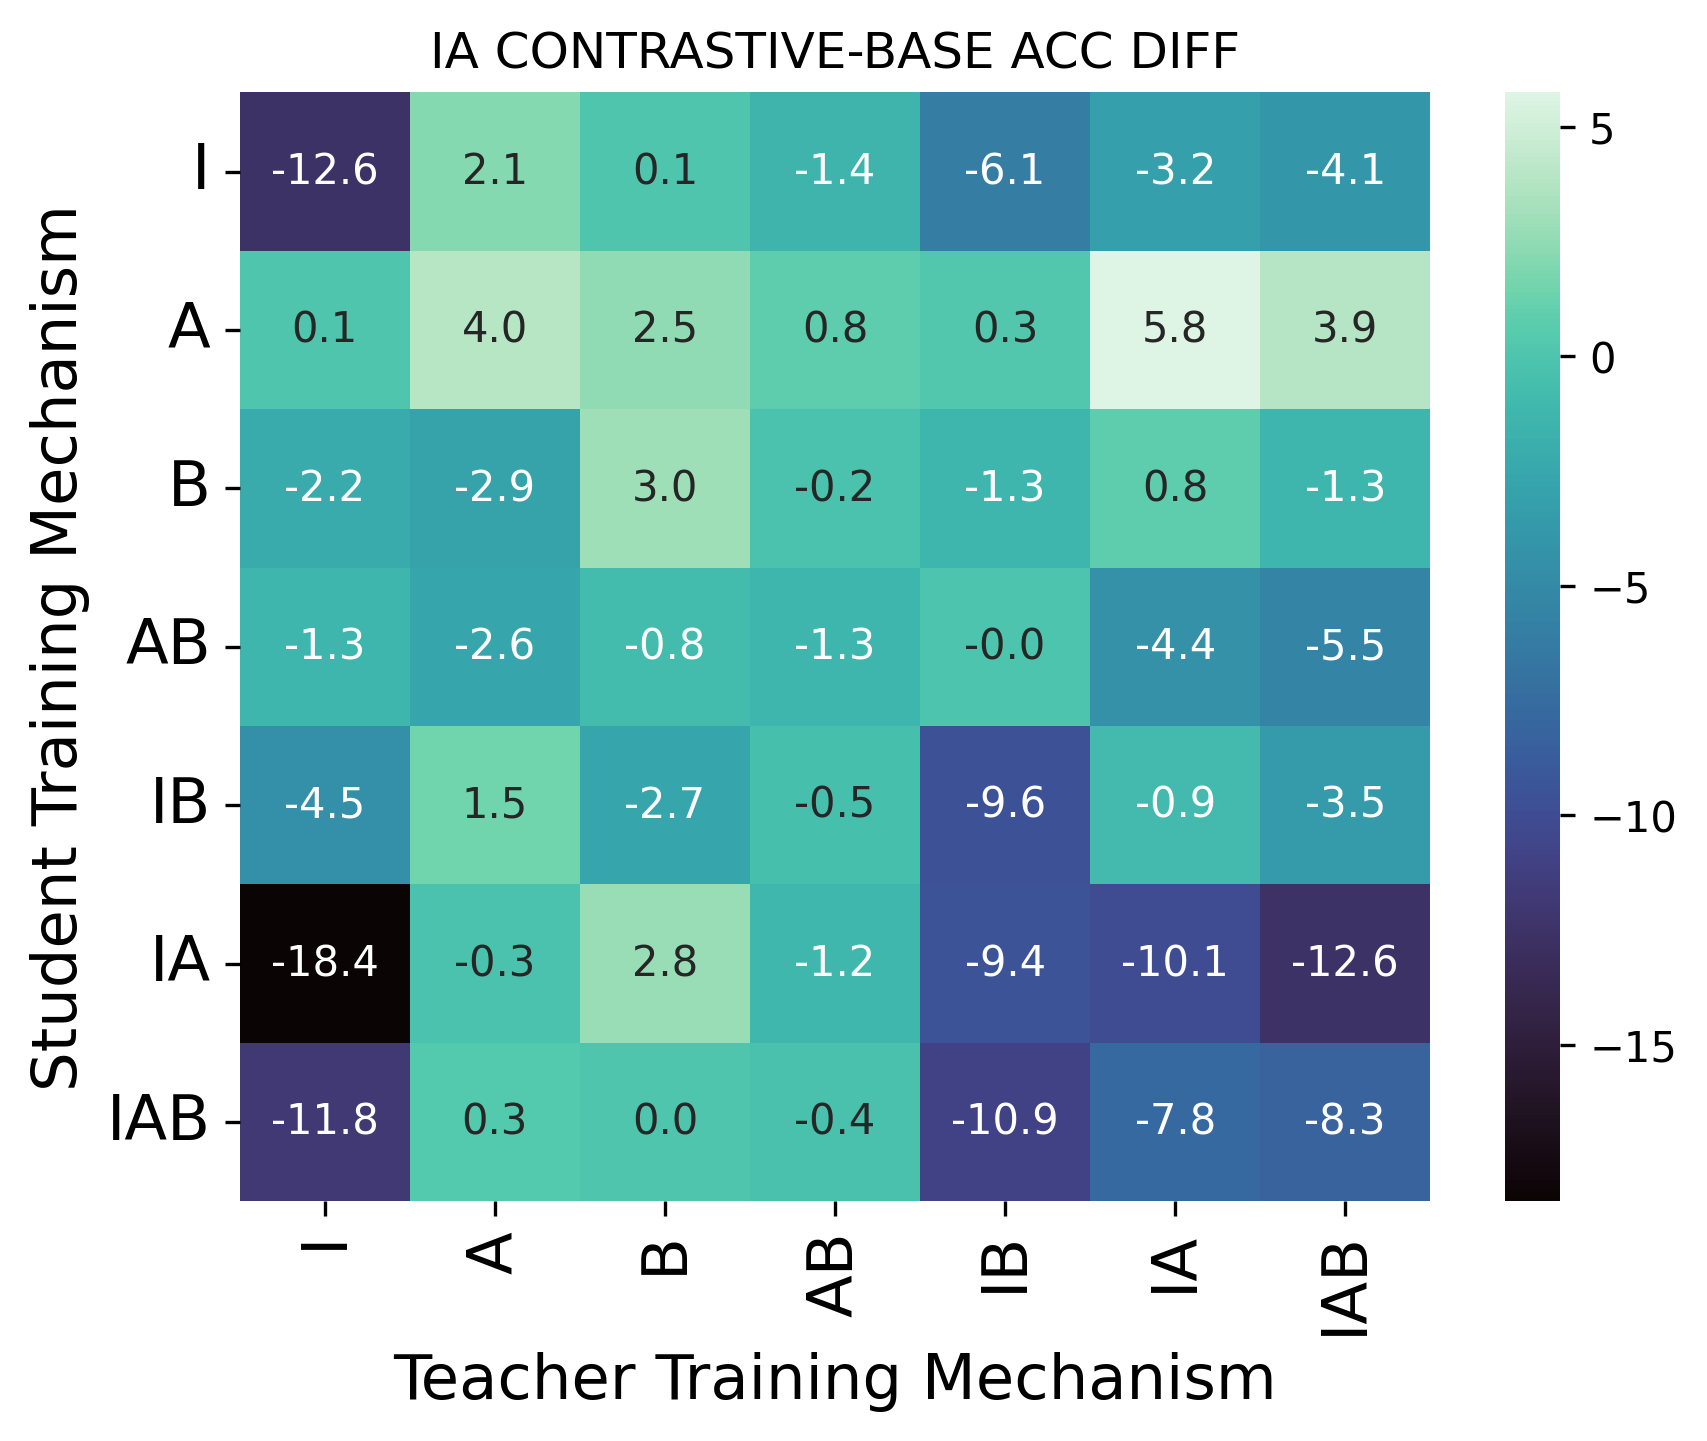 IA CONTRASTIVE-BASE ACC DIFF
Student Training Mechanism
I -12.6 2.1 0.1 -1.4 -6.1 -3.2 -4.1
A 0.1 4.0 2.5 0.8 0.3 5.8 3.9
B -2.2 -2.9 3.0 -0.2 -1.3 0.8 -1.3
AB -1.3 -2.6 -0.8 -1.3 -0.0 -4.4 -5.5
IB -4.5 1.5 -2.7 -0.5 -9.6 -0.9 -3.5
IA -18.4 -0.3 2.8 -1.2 -9.4 -10.1 -12.6
IAB -11.8 0.3 0.0 -0.4 -10.9 -7.8 -8.3
I A B AB IB IA IAB
Teacher Training Mechanism
5
0
−5
−10
−15